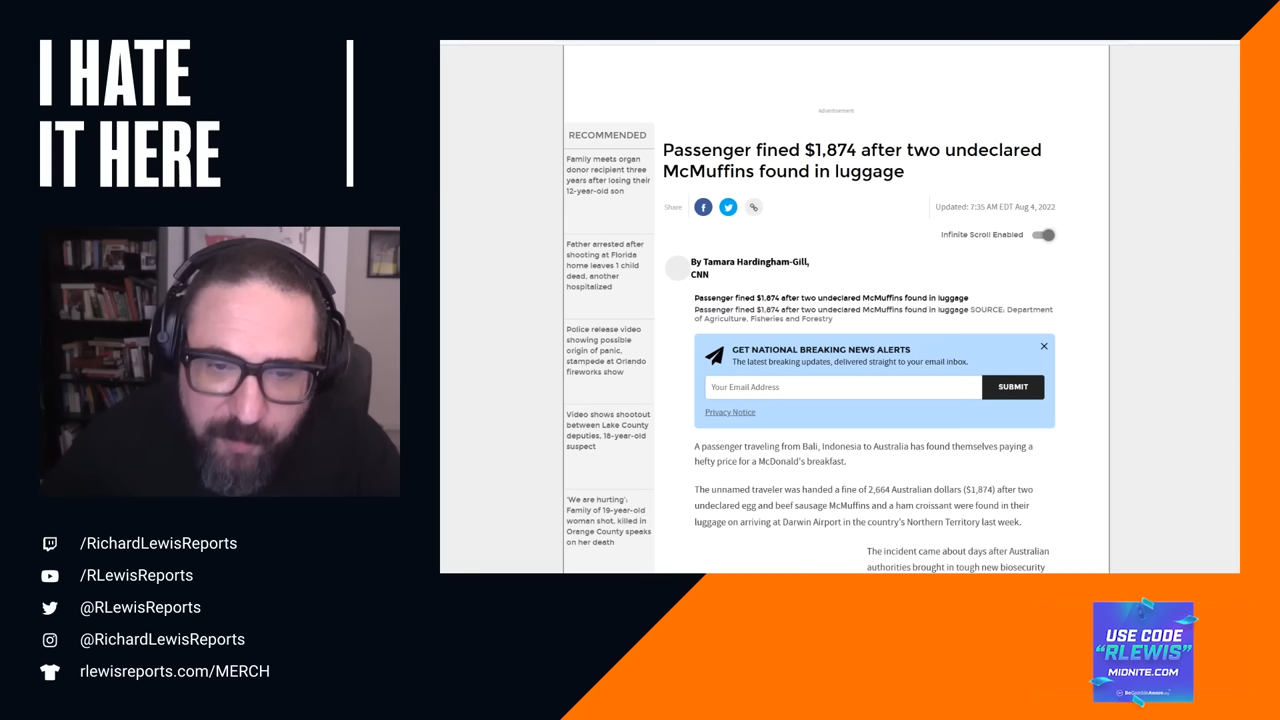 I HATE
IT HERE
/RichardLewisReports
/RLewisReports
@RLewisReports
@RichardLewisReports
rlewisreports.com/MERCH
Advertisement
RECOMMENDED
Family meets organ
donor recipient three
years after losing their
12-year-old son
Father arrested after
shooting at Florida
home leaves 1 child
dead, another
hospitalized
Police release video
showing possible
origin of panic,
stampede at Orlando
fireworks show
Video shows shootout
between Lake County
deputies, 18-year-old
suspect
'We are hurting':
Family of 19-year-old
woman shot, killed in
Orange County speaks
on her death
Passenger fined $1,874 after two undeclared
McMuffins found in luggage
Share
Updated: 7:35 AM EDT Aug 4, 2022
Infinite Scroll Enabled
By Tamara Hardingham-Gill,
CNN
Passenger fined $1,874 after two undeclared McMuffins found in luggage
Passenger fined $1,874 after two undeclared McMuffins found in luggage SOURCE: Department
of Agriculture, Fisheries and Forestry
GET NATIONAL BREAKING NEWS ALERTS
The latest breaking updates, delivered straight to your email inbox.
Your Email Address
SUBMIT
Privacy Notice
A passenger traveling from Bali, Indonesia to Australia has found themselves paying a
hefty price for a McDonald's breakfast.
The unnamed traveler was handed a fine of 2,664 Australian dollars ($1,874) after two
undeclared egg and beef sausage McMuffins and a ham croissant were found in their
luggage on arriving at Darwin Airport in the country's Northern Territory last week.
The incident came about days after Australian
authorities brought in tough new biosecurity
USE CODE
"RLEWIS"
MIDNITE.COM
BeGambleAware.org